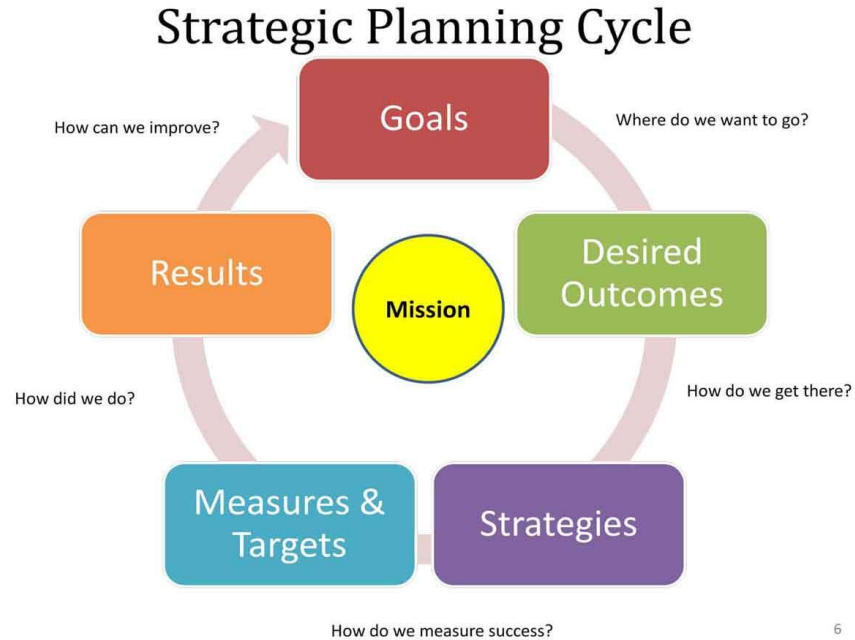 Strategic Planning Cycle
Goals
How can we improve?
Where do we want to go?
Results
Mission
Desired
Outcomes
How did we do?
How do we get there?
Measures &
Targets
Strategies
How do we measure success?
6